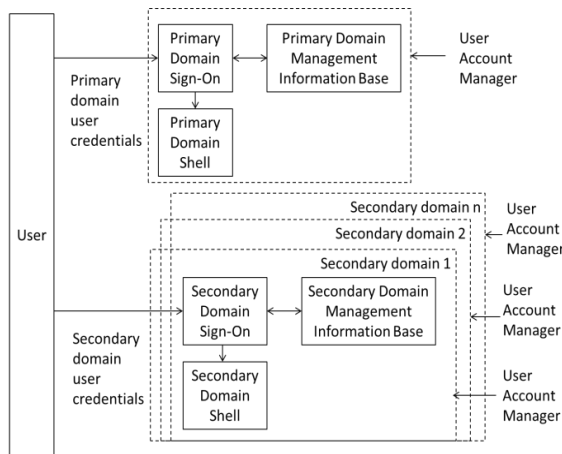 User
Primary
Domain
Sign-On
Primary Domain
Management
Information Base
User
Account
Manager
Primary
domain
user
credentials
Primary
Domain
Shell
Secondary domain n
Secondary domain 2
Secondary domain 1
User
Account
Manager
Secondary
Domain
Sign-On
Secondary Domain
Management
Information Base
User
Account
Manager
Secondary
domain
user
credentials
Secondary
Domain
Shell
User
Account
Manager